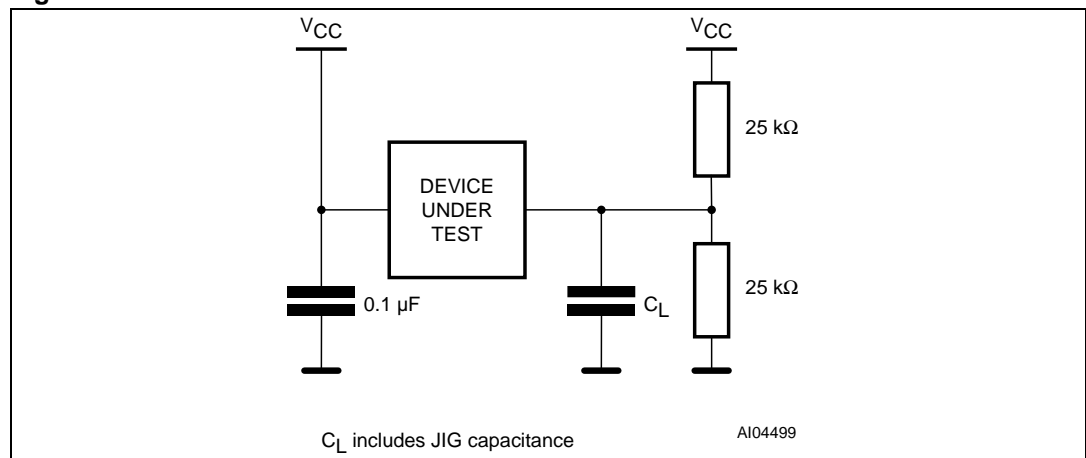 VCC
VCC
25 kΩ
DEVICE
UNDER
TEST
25 kΩ
0.1 µF
CL
CL includes JIG capacitance
AI04499